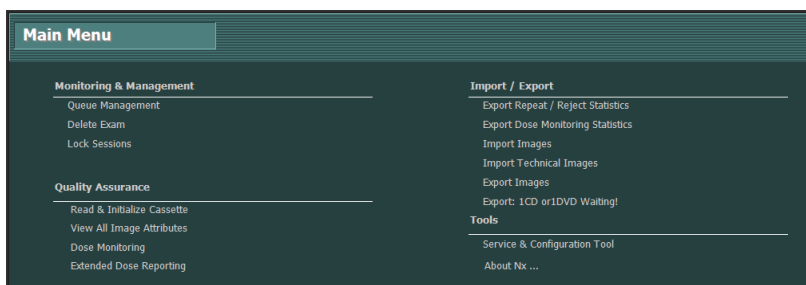 Main Menu
Monitoring & Management
Queue Management
Delete Exam
Lock Sessions
Quality Assurance
Read & Initialize Cassette
View All Image Attributes
Dose Monitoring
Extended Dose Reporting
Import / Export
Export Repeat / Reject Statistics
Export Dose Monitoring Statistics
Import Images
Import Technical Images
Export Images
Export: 1CD or1DVD Waiting!
Tools
Service & Configuration Tool
About Nx ...